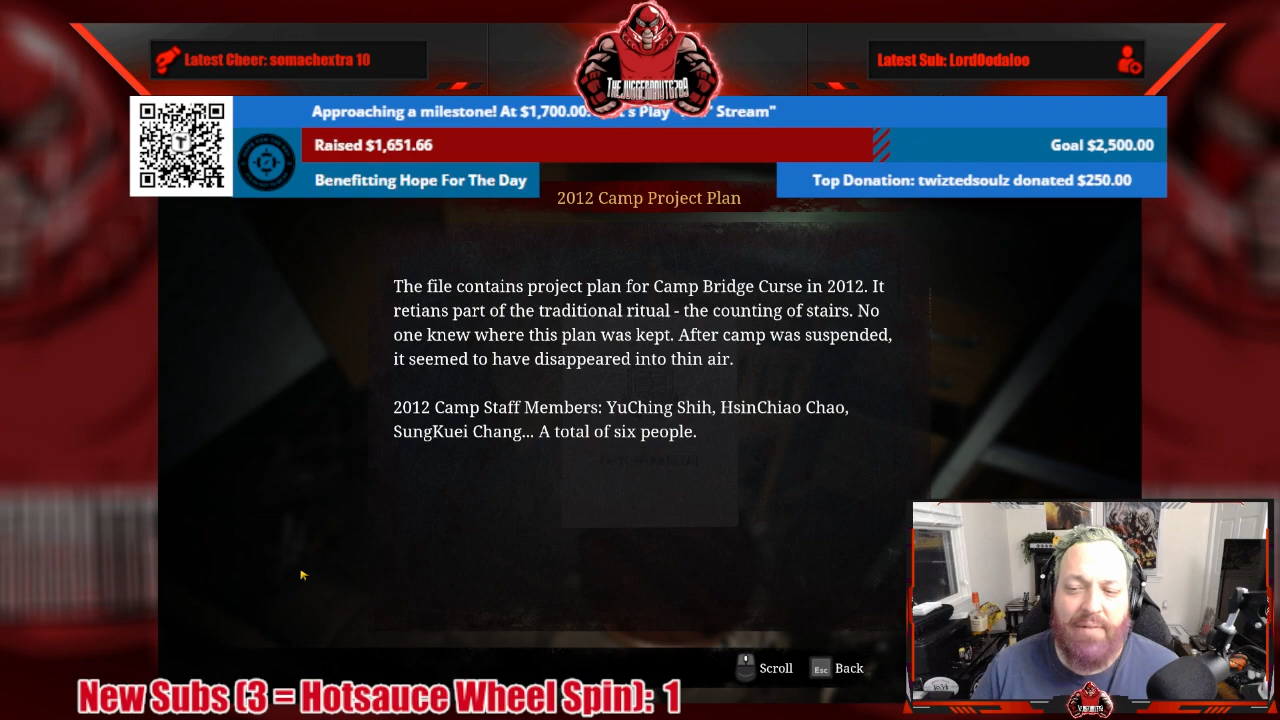 Latest Cheer: somachextra 10
THEJUGGERNAUT6789
Latest Sub: LordOodaloo
Approaching a milestone! At $1,700.00: Play Stream"
Raised $1,651.66
Goal $2,500.00
Benefitting Hope For The Day
Top Donation: twiztedsoulz donated $250.00
2012 Camp Project Plan
The file contains project plan for Camp Bridge Curse in 2012. It
retians part of the traditional ritual - the counting of stairs. No
one knew where this plan was kept. After camp was suspended,
it seemed to have disappeared into thin air.
2012 Camp Staff Members: YuChing Shih, HsinChiao Chao,
SungKuei Chang... A total of six people.
Scroll
Esc Back
New Subs (3 = Hotsauce Wheel Spin): 1